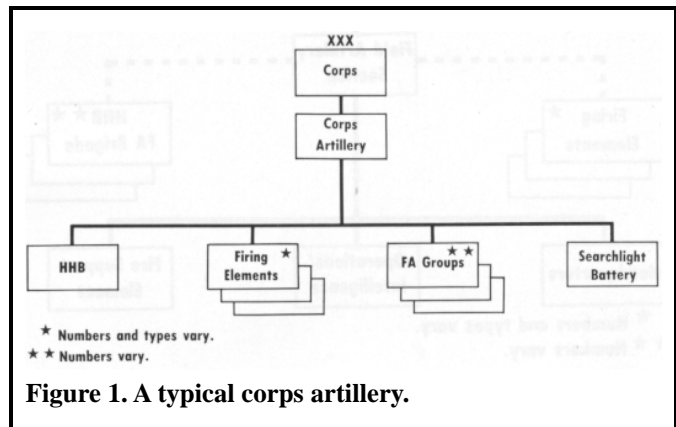 XXX
Corps
Corps
Artillery
HHB
Firing ★
Elements
FA Groups ★★
Searchlight
Battery
★ Numbers and types vary.
★ ★ Numbers vary.
Figure 1. A typical corps artillery.